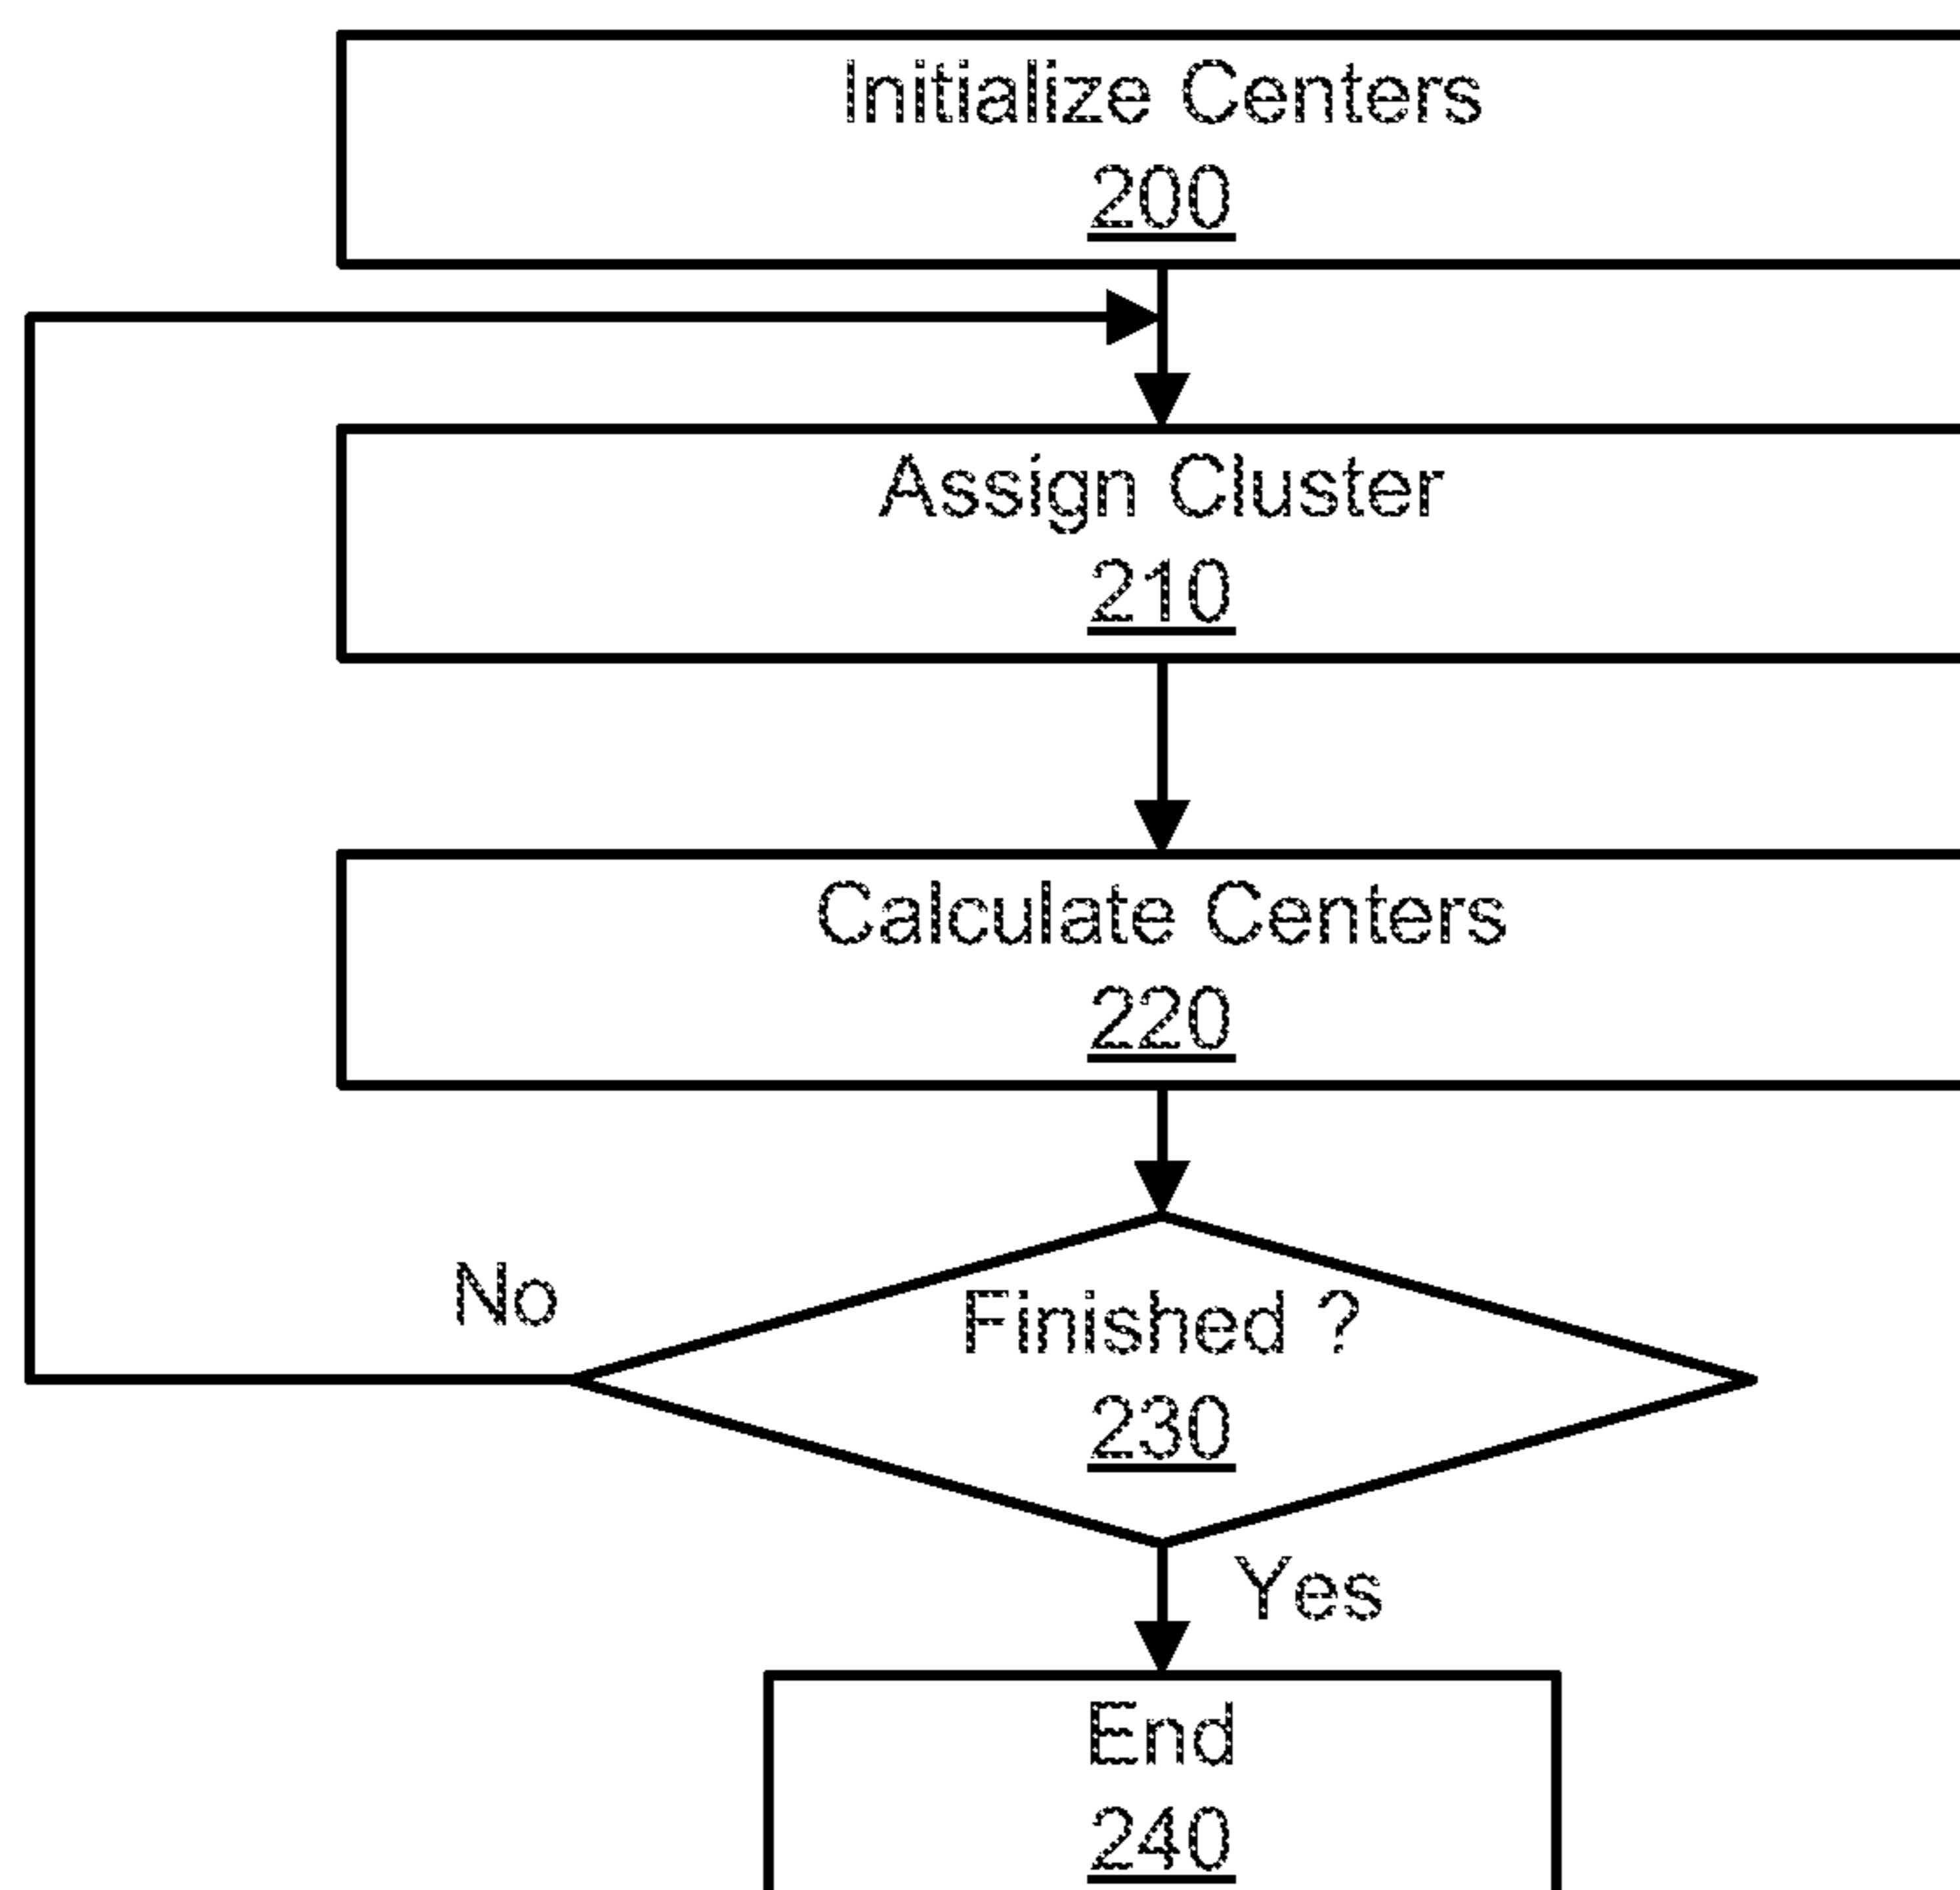 Initialize Centers
200
Assign Cluster
210
Calculate Centers
220
No
Finished ?
230
Yes
End
240